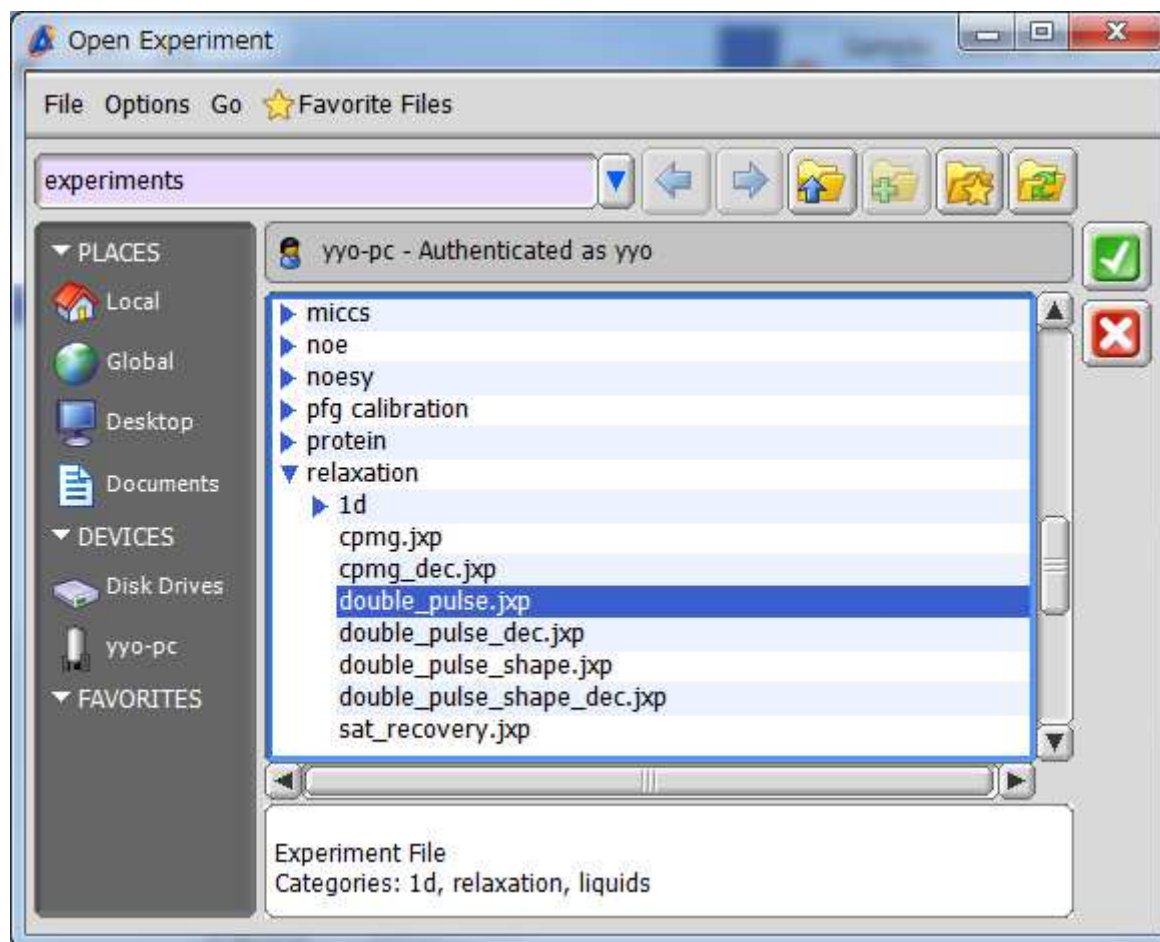 Open Experiment
File Options Go Favorite Files
experiments
PLACES
Local
Global
Desktop
Documents
DEVICES
Disk Drives
yyo-pc
FAVORITES
yyo-pc - Authenticated as yyo
miccs
noe
noesy
pfg calibration
protein
relaxation
1d
cpmg.jxp
cpmg_dec.jxp
double_pulse.jxp
double_pulse_dec.jxp
double_pulse_shape.jxp
double_pulse_shape_dec.jxp
sat_recovery.jxp
Experiment File
Categories: 1d, relaxation, liquids